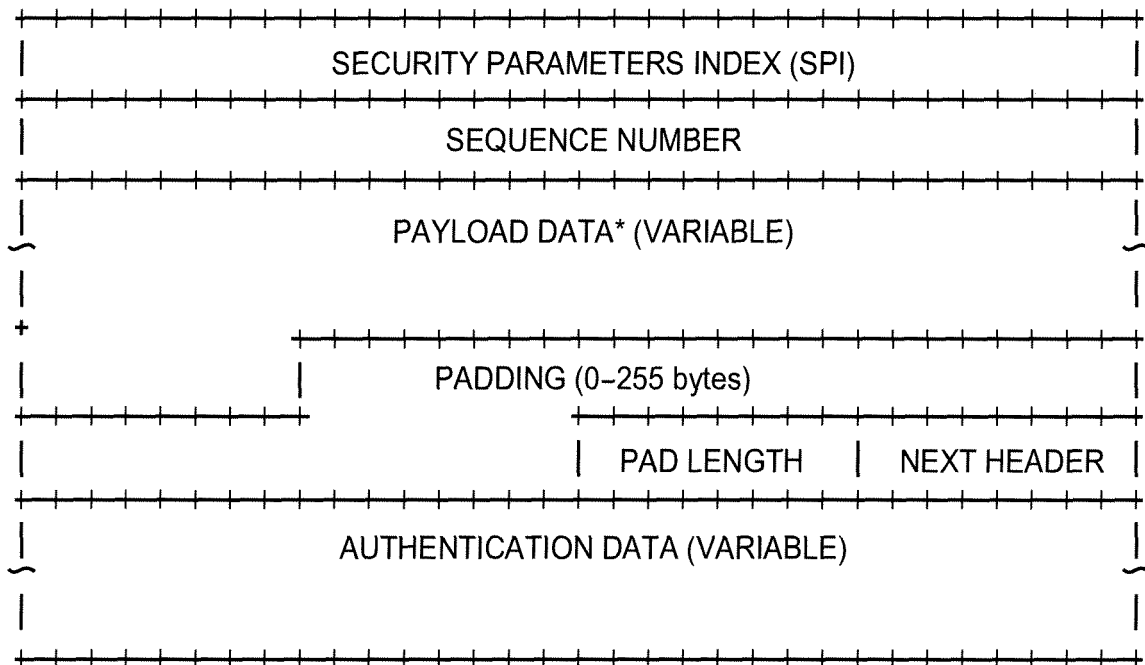 SECURITY PARAMETERS INDEX (SPI)
SEQUENCE NUMBER
PAYLOAD DATA* (VARIABLE)
PADDING (0–255 bytes)
PAD LENGTH | NEXT HEADER
AUTHENTICATION DATA (VARIABLE)